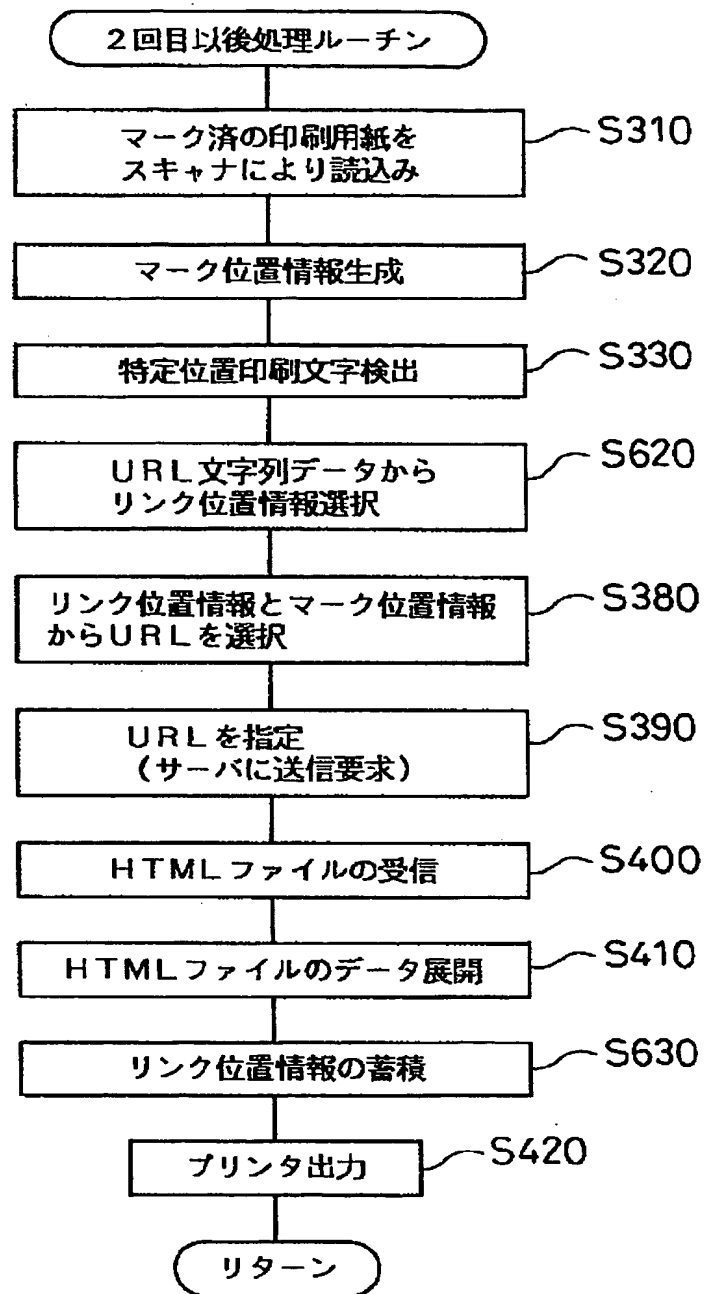 2回目以後処理ルーチン
マーク済の印刷用紙を
スキャナにより読込み
S310
マーク位置情報生成
S320
特定位置印刷文字検出
S330
URL文字列データから
リンク位置情報選択
S620
リンク位置情報とマーク位置情報
からURLを選択
S380
URLを指定
(サーバに送信要求)
S390
HTMLファイルの受信
S400
HTMLファイルのデータ展開
S410
リンク位置情報の蓄積
S630
プリンタ出力
S420
リターン